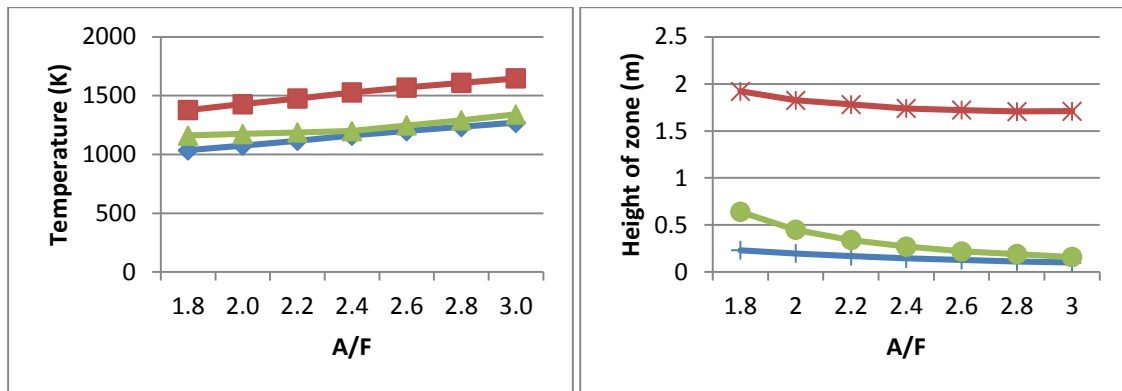 Temperature (K)
2000
1500
1000
500
0
1.8 2.0 2.2 2.4 2.6 2.8 3.0
A/F
Height of zone (m)
2.5
2
1.5
1
0.5
0
1.8 2 2.2 2.4 2.6 2.8 3
A/F